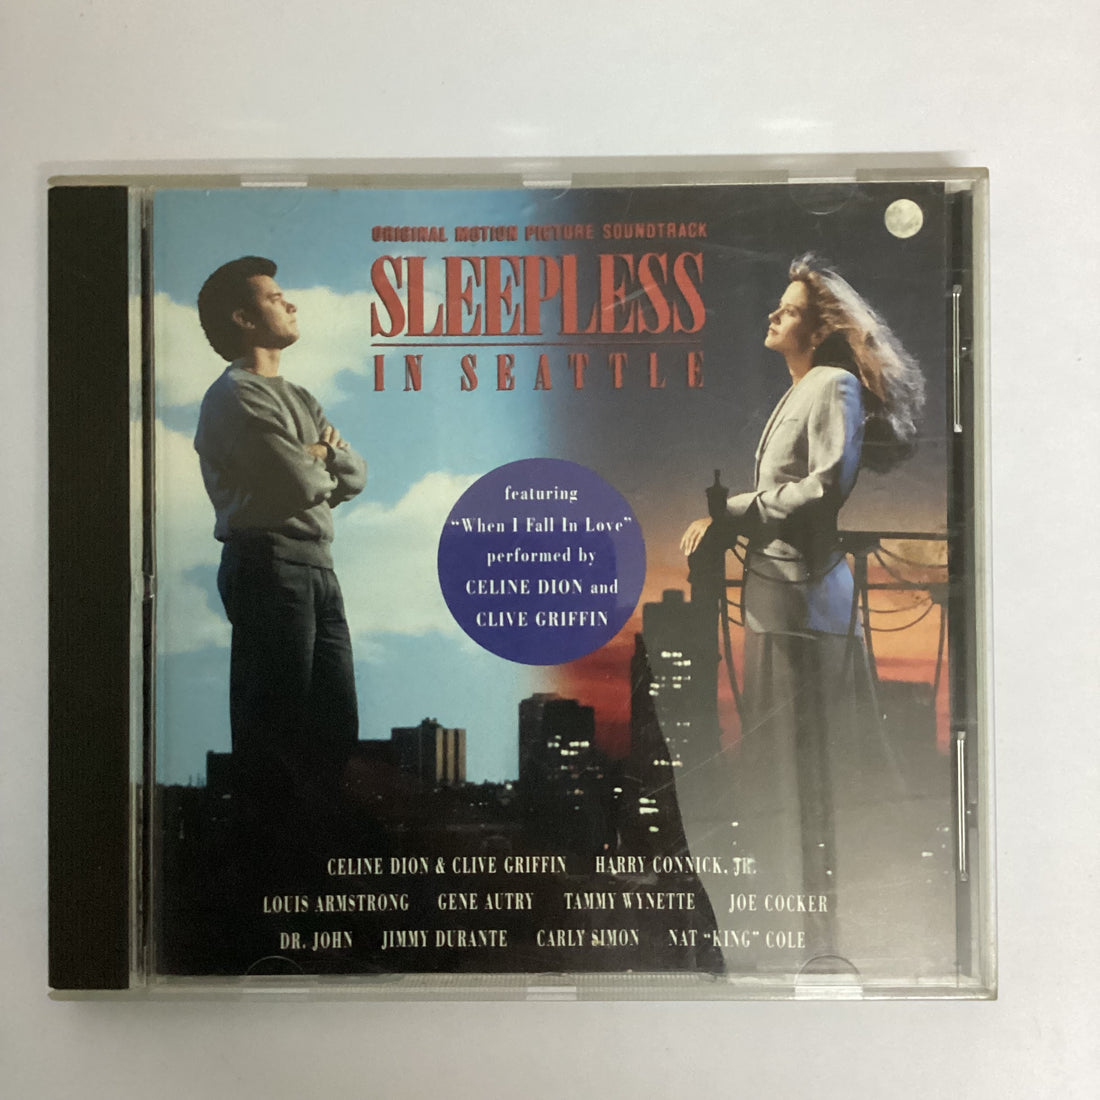 ORIGINAL MOTION PICTURE SOUNDTRACK
SLEEPLESS
IN SEATTLE
featuring
"When I Fall In Love"
performed by
CELINE DION and
CLIVE GRIFFIN
CELINE DION & CLIVE GRIFFIN HARRY CONNICK, JR.
LOUIS ARMSTRONG GENE AUTRY TAMMY WYNETTE JOE COCKER
DR. JOHN JIMMY DURANTE CARLY SIMON NAT "KING" COLE